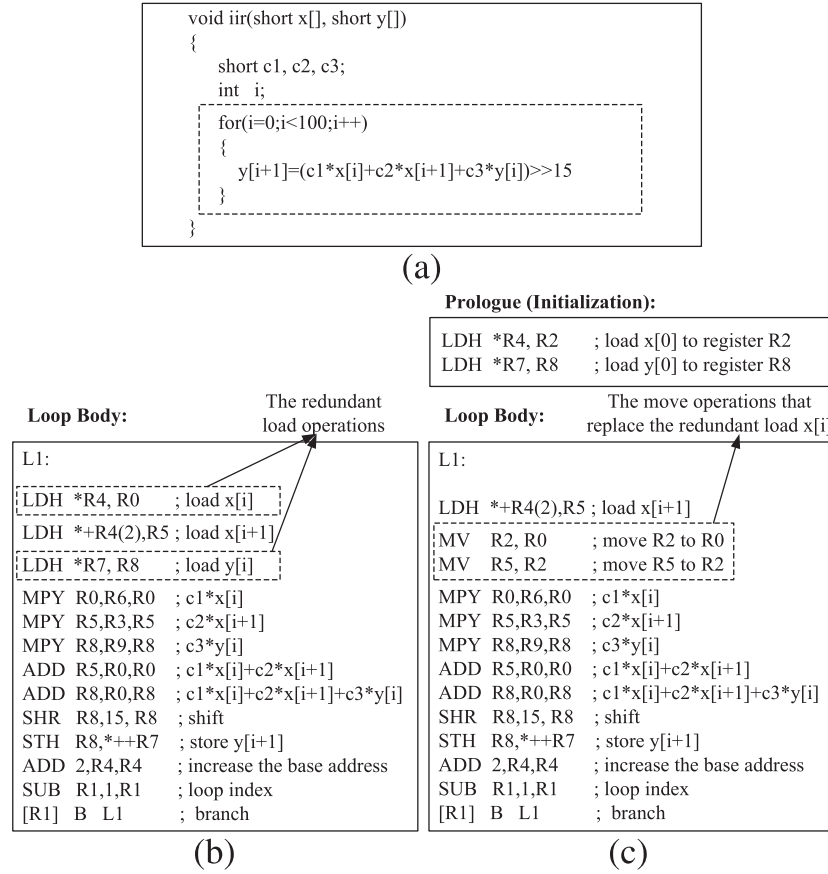 void iir(short x[], short y[])
{
short c1, c2, c3;
int i;
for(i=0;i<100;i++)
{
y[i+1]=(c1*x[i]+c2*x[i+1]+c3*y[i])>>15
}
}
(a)
Prologue (Initialization):
LDH *R4, R2 ; load x[0] to register R2
LDH *R7, R8 ; load y[0] to register R8
The redundant
load operations
Loop Body:
L1:
LDH *R4, R0 ; load x[i]
LDH *+R4(2),R5 ; load x[i+1]
LDH *R7, R8 ; load y[i]
MPY R0,R6,R0 ; c1*x[i]
MPY R5,R3,R5 ; c2*x[i+1]
MPY R8,R9,R8 ; c3*y[i]
ADD R5,R0,R0 ; c1*x[i]+c2*x[i+1]
ADD R8,R0,R8 ; c1*x[i]+c2*x[i+1]+c3*y[i]
SHR R8,15, R8 ; shift
STH R8,*++R7 ; store y[i+1]
ADD 2,R4,R4 ; increase the base address
SUB R1,1,R1 ; loop index
[R1] B L1 ; branch
(b)
The move operations that
replace the redundant load x[i]
Loop Body:
L1:
LDH *+R4(2),R5 ; load x[i+1]
MV R2, R0 ; move R2 to R0
MV R5, R2 ; move R5 to R2
MPY R0,R6,R0 ; c1*x[i]
MPY R5,R3,R5 ; c2*x[i+1]
MPY R8,R9,R8 ; c3*y[i]
ADD R5,R0,R0 ; c1*x[i]+c2*x[i+1]
ADD R8,R0,R8 ; c1*x[i]+c2*x[i+1]+c3*y[i]
SHR R8,15, R8 ; shift
STH R8,*++R7 ; store y[i+1]
ADD 2,R4,R4 ; increase the base address
SUB R1,1,R1 ; loop index
[R1] B L1 ; branch
(c)